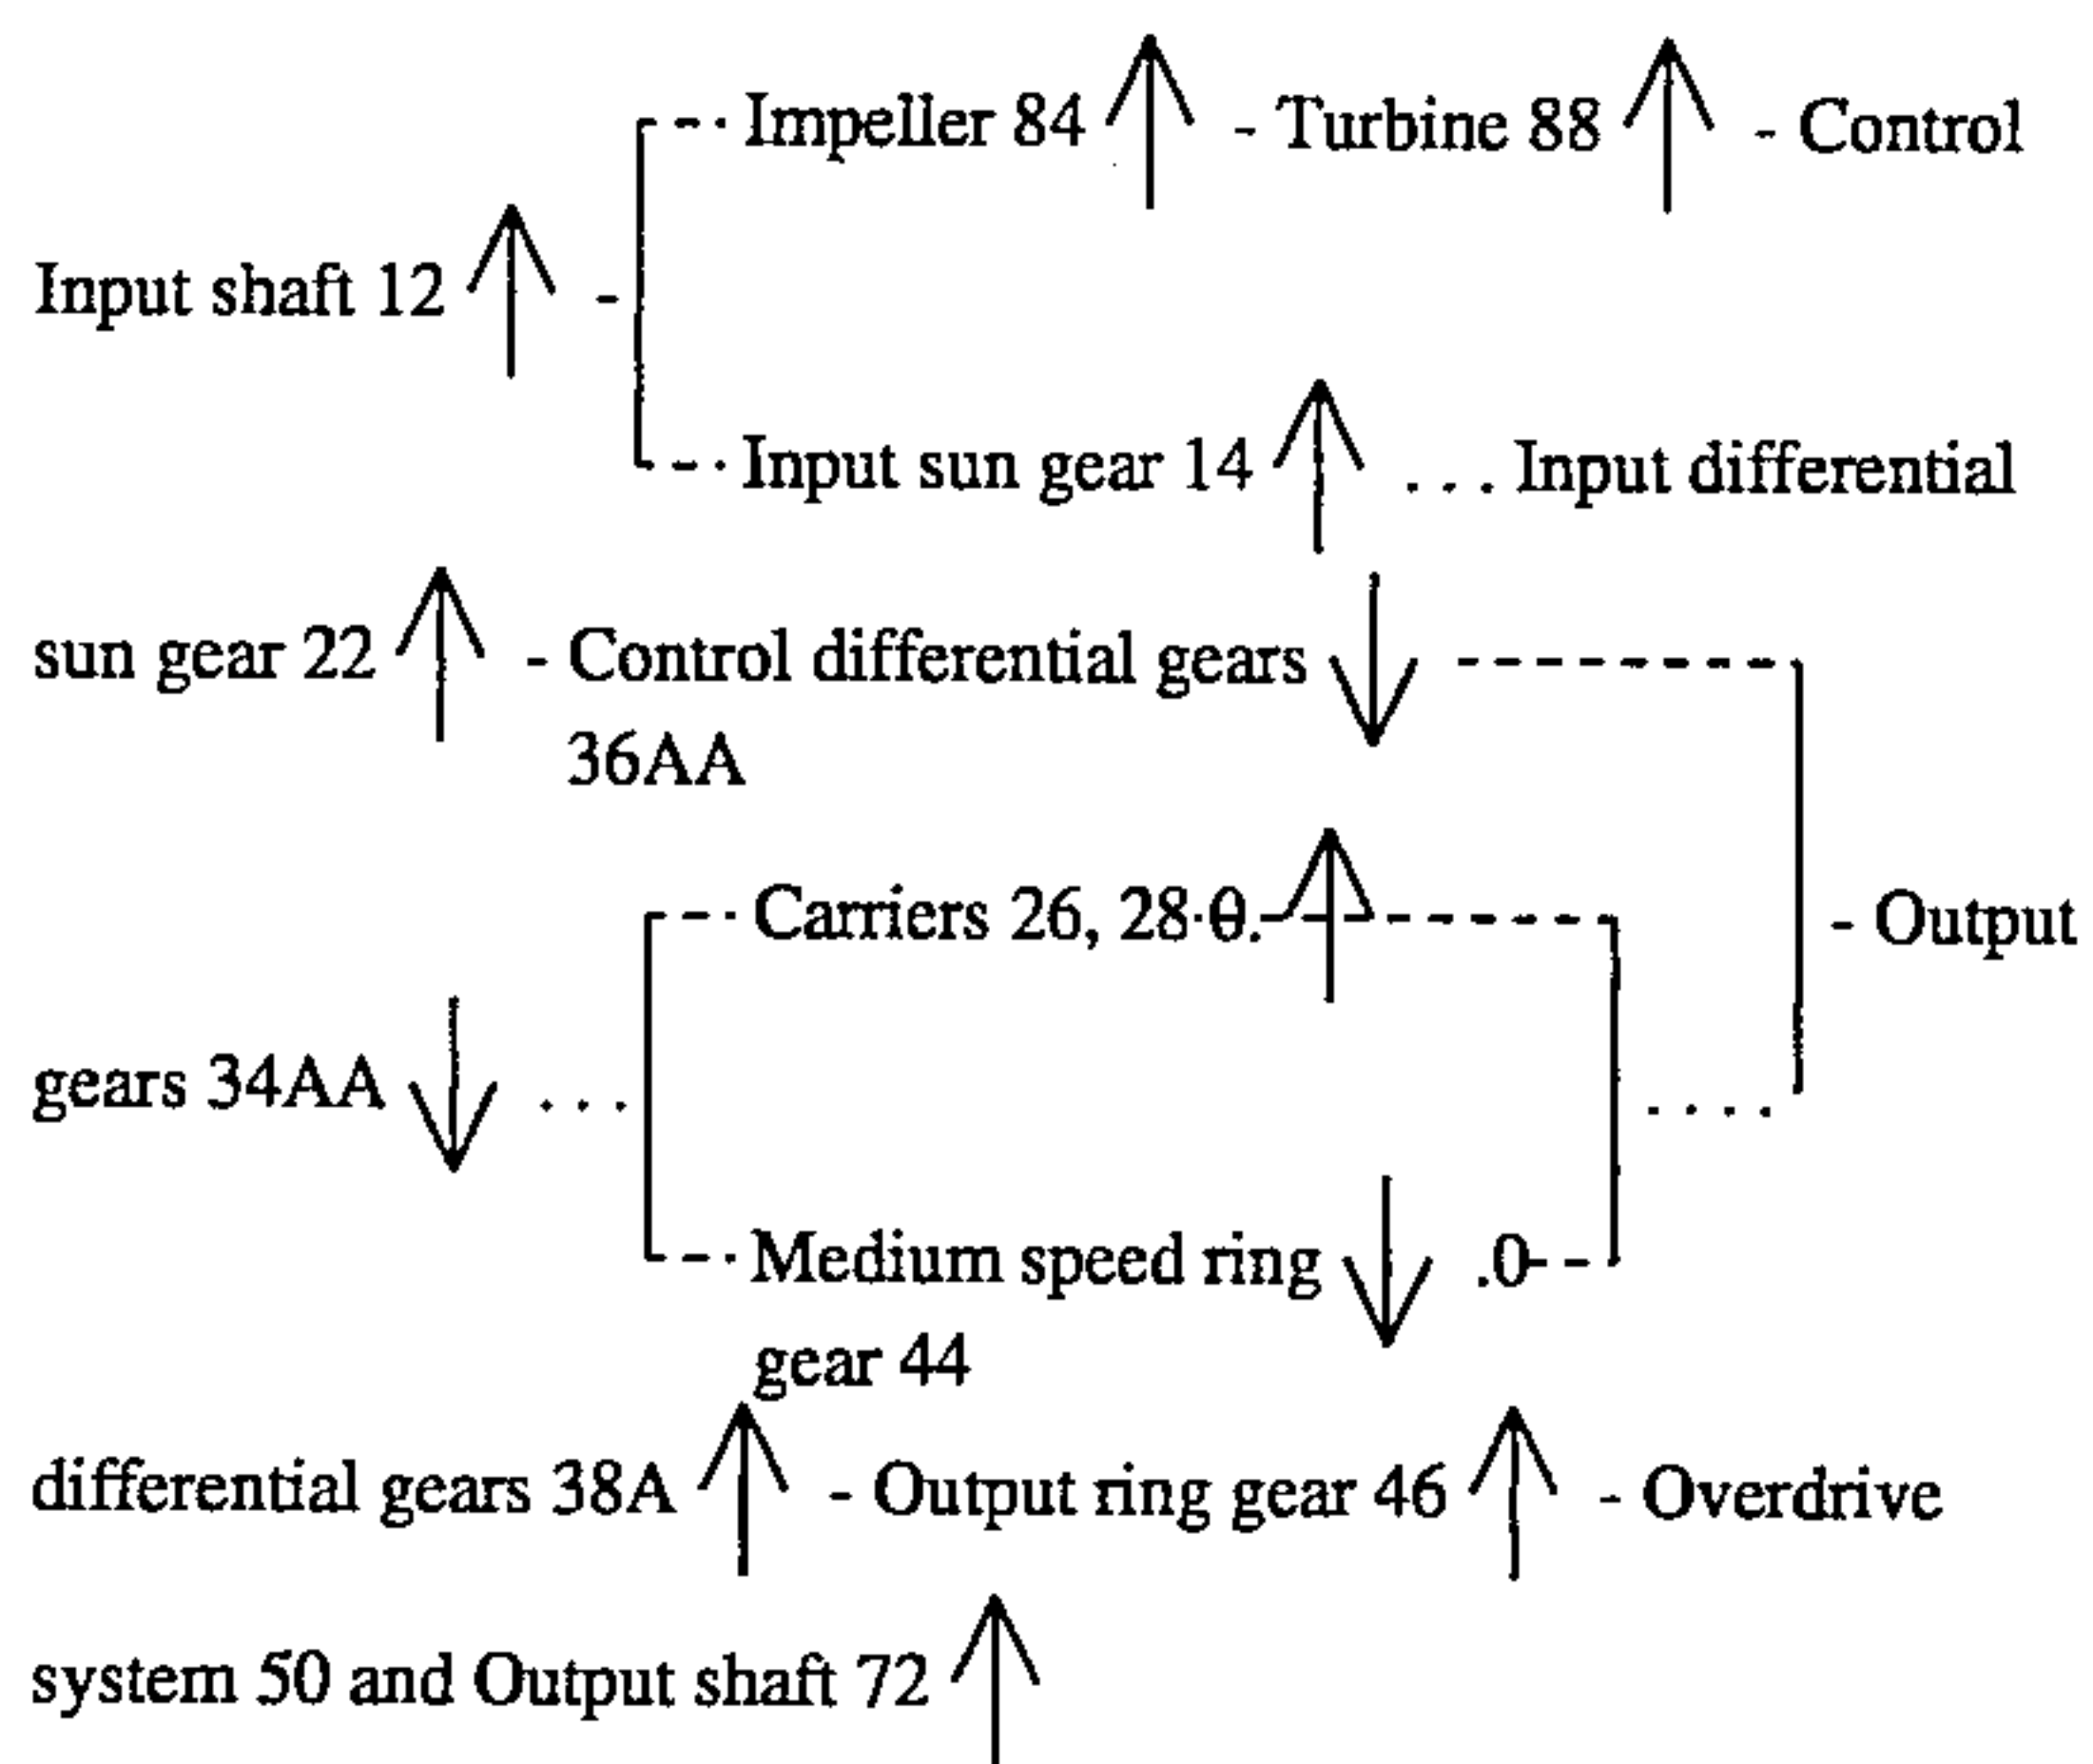 Impeller 84 ↑ - Turbine 88 ↑ - Control
Input shaft 12 ↑ -
Input sun gear 14 ↑ ... Input differential
sun gear 22 ↑ - Control differential gears ↓
36AA
Carriers 26, 28 0. ↑
- Output
gears 34AA ↓ ...
....
Medium speed ring ↓ .0
gear 44
differential gears 38A ↑ - Output ring gear 46 ↑ - Overdrive
system 50 and Output shaft 72 ↑